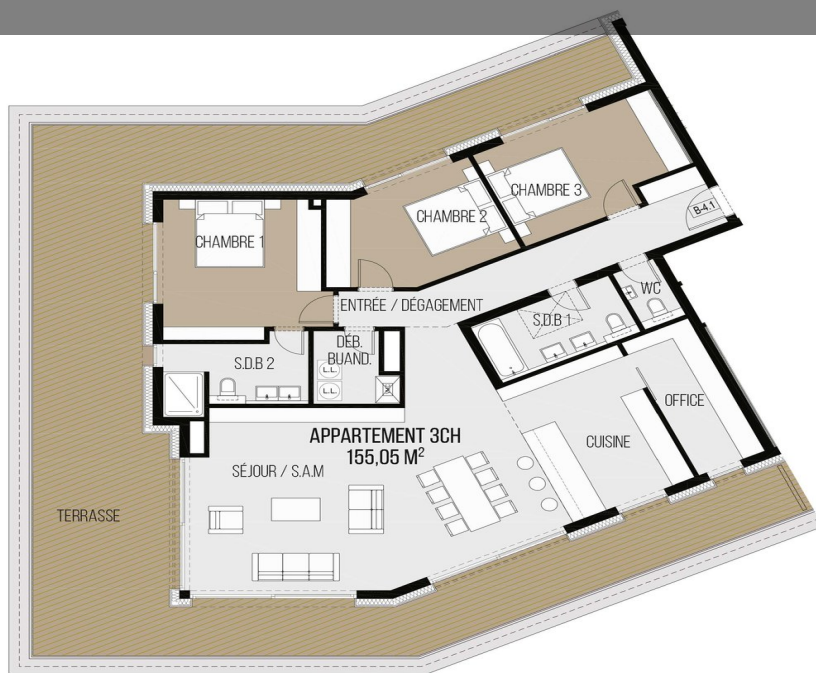 CHAMBRE 3
B-4.1
CHAMBRE 2
CHAMBRE 1
WC
ENTRÉE / DÉGAGEMENT
S.D.B 1
DÉB.
BUAND.
S.D.B 2
L.L.
L.L.
OFFICE
APPARTEMENT 3CH
155,05 M²
CUISINE
SÉJOUR / S.A.M
TERRASSE